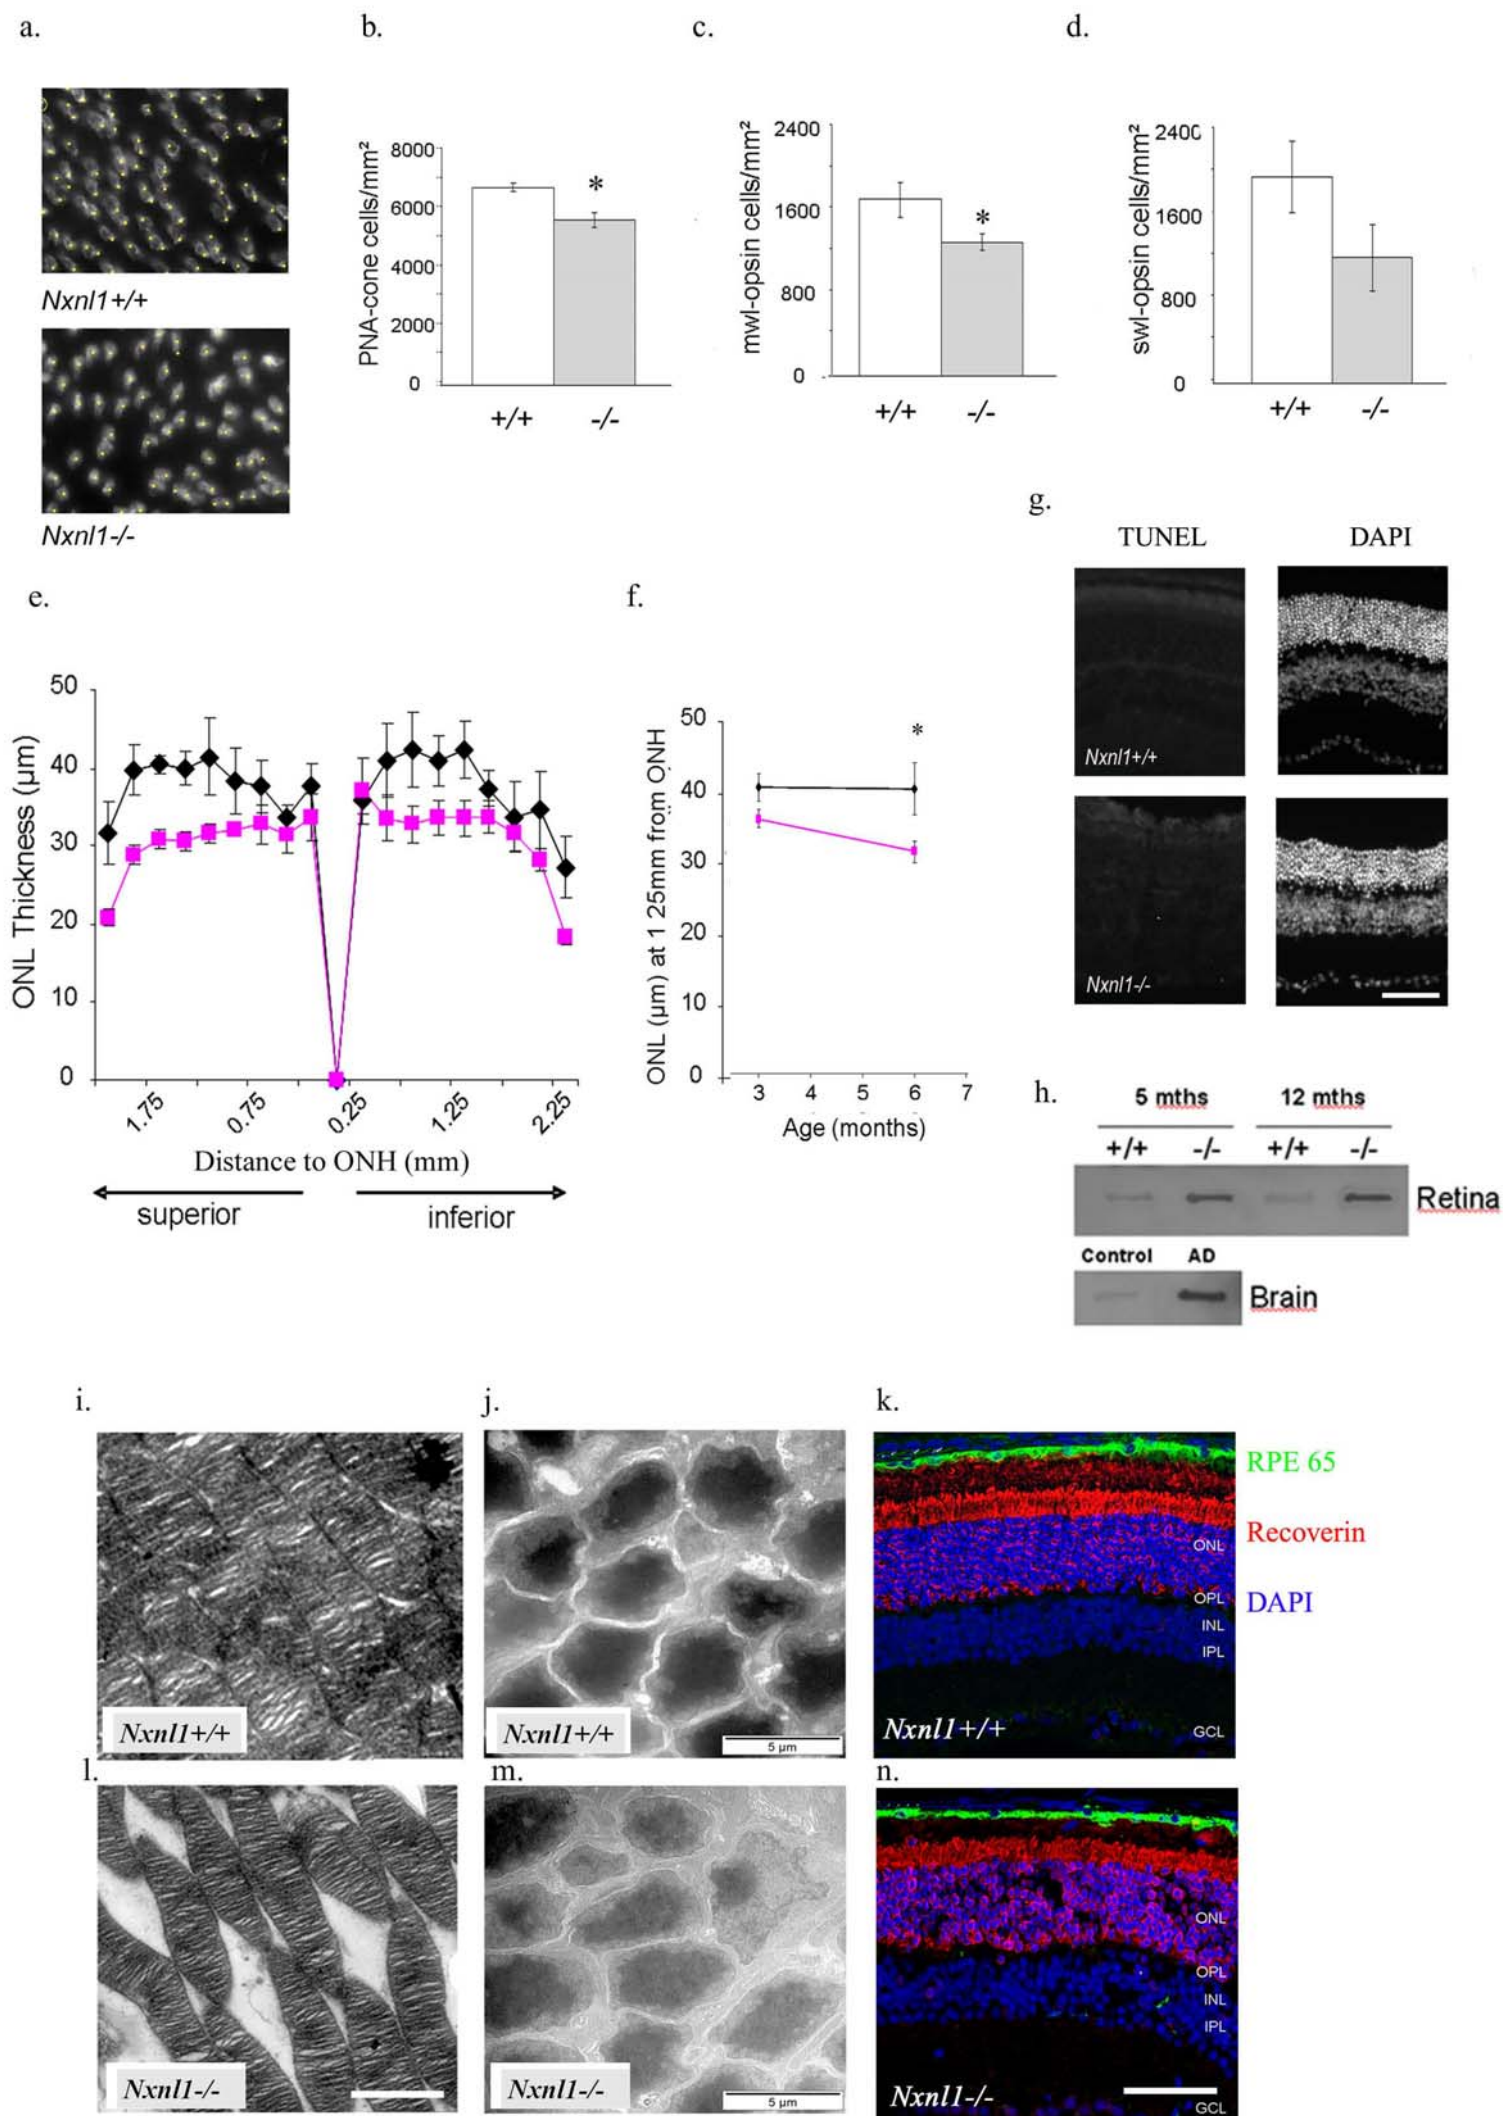 a.
Nxnl1+/+
Nxnl1-/-
b.
PNA-cone cells/mm²
8000
6000
4000
2000
0
+/+ -/-
*
c.
mwl-opsin cells/mm²
2400
1600
800
0
+/+ -/-
*
d.
swl-opsin cells/mm²
2400
1600
800
0
+/+ -/-
e.
ONL Thickness (µm)
50
40
30
20
10
0
1.75 0.75 0.25 1.25 2.25
Distance to ONH (mm)
superior inferior
f.
ONL (µm) at 1 25mm from ONH
50
40
30
20
10
0
*
3 4 5 6 7
Age (months)
g.
TUNEL DAPI
Nxnl1+/+
Nxnl1-/-
h.
5 mths 12 mths
+/+ -/- +/+ -/-
Retina
Control AD
Brain
i.
Nxnl1+/+
j.
Nxnl1+/+
5 µm
k.
RPE 65
Recoverin
DAPI
ONL
OPL
INL
IPL
GCL
Nxnl1+/+
l.
Nxnl1-/-
m.
Nxnl1-/-
5 µm
n.
ONL
OPL
INL
IPL
GCL
Nxnl1-/-